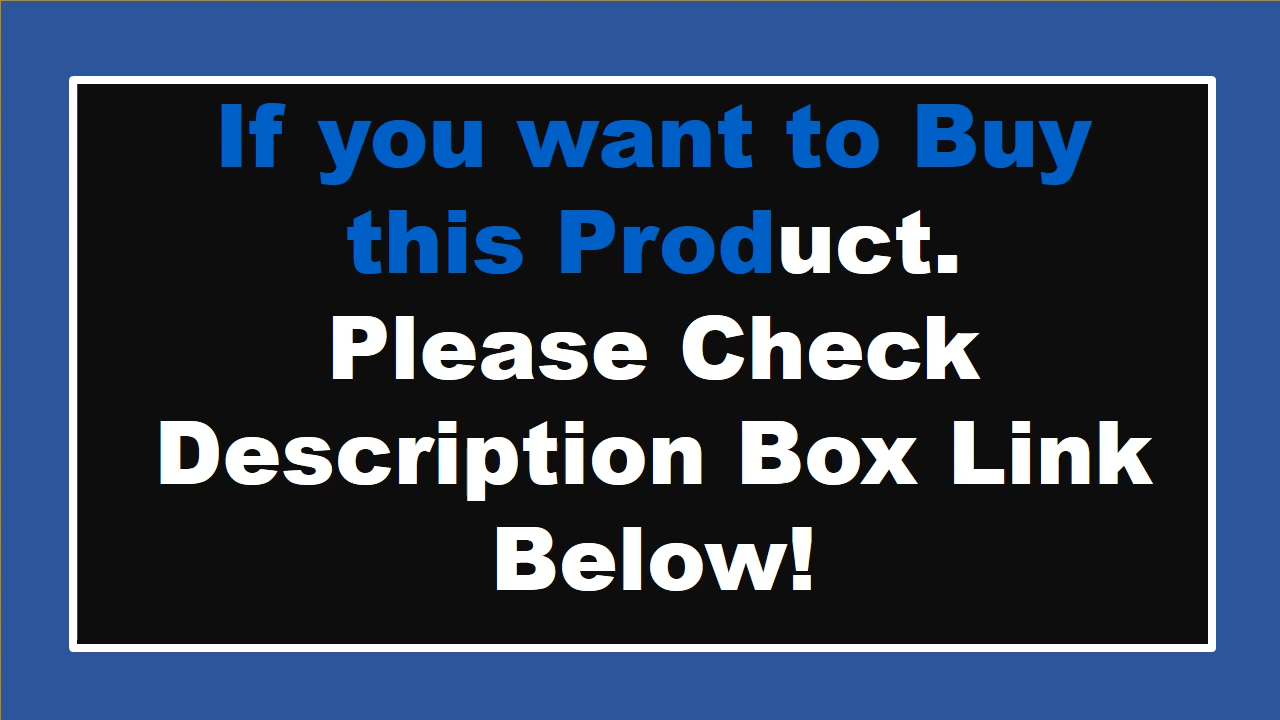 If you want to Buy
this Product.
Please Check
Description Box Link
Below!